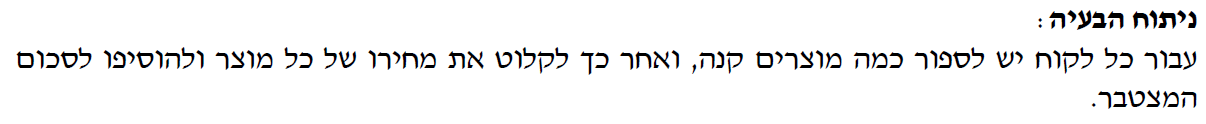 ניתוח הבעיה:
עבור כל לקוח יש לספור כמה מוצרים קנה, ואחר כך לקלוט את מחירו של כל מוצר ולהוסיפו לסכום
המצטבר.